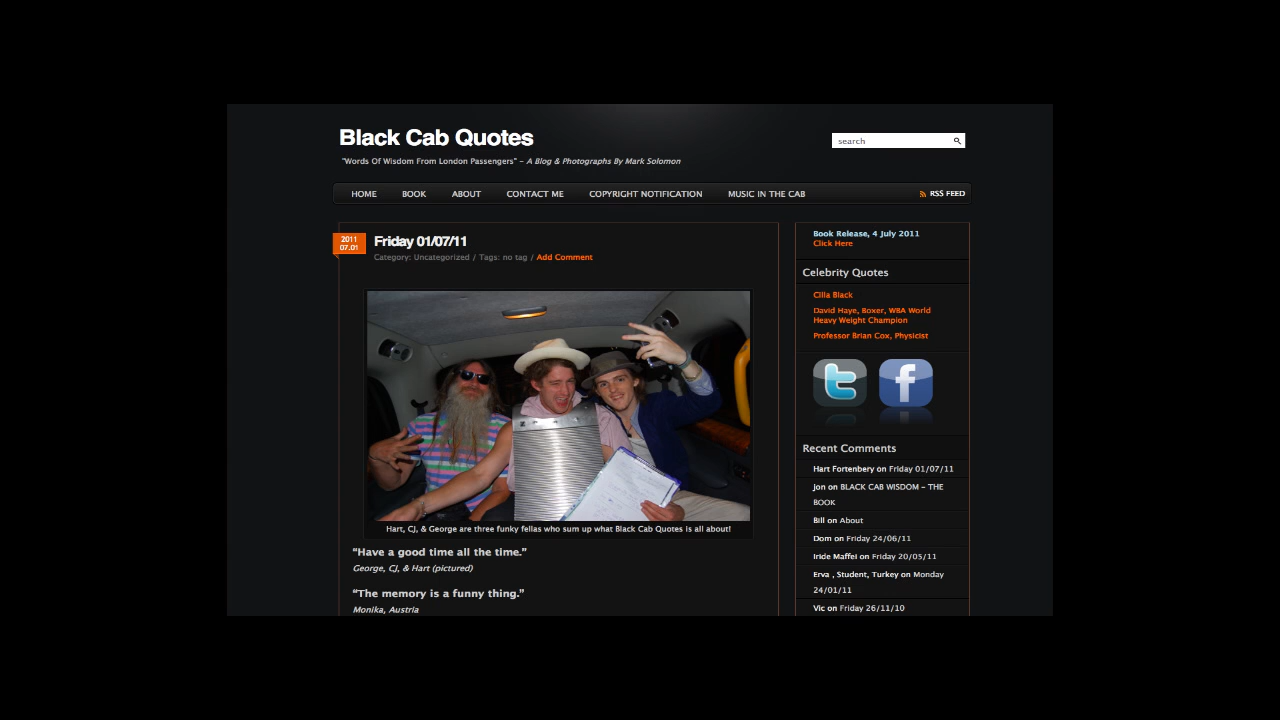 Black Cab Quotes
search
"Words Of Wisdom From London Passengers" – A Blog & Photographs By Mark Solomon
HOME
BOOK
ABOUT
CONTACT ME
COPYRIGHT NOTIFICATION
MUSIC IN THE CAB
RSS FEED
2011
07.01
Friday 01/07/11
Category: Uncategorized / Tags: no tag / Add Comment
Hart, CJ, & George are three funky fellas who sum up what Black Cab Quotes is all about!
“Have a good time all the time.”
George, CJ, & Hart (pictured)
“The memory is a funny thing.”
Monika, Austria
Book Release, 4 July 2011
Click Here
Celebrity Quotes
Cilla Black
David Haye, Boxer, WBA World
Heavy Weight Champion
Professor Brian Cox, Physicist
t
f
Recent Comments
Hart Fortenbery on Friday 01/07/11
Jon on BLACK CAB WISDOM – THE
BOOK
Bill on About
Dom on Friday 24/06/11
Iride Maffei on Friday 20/05/11
Erva , Student, Turkey on Monday
24/01/11
Vic on Friday 26/11/10